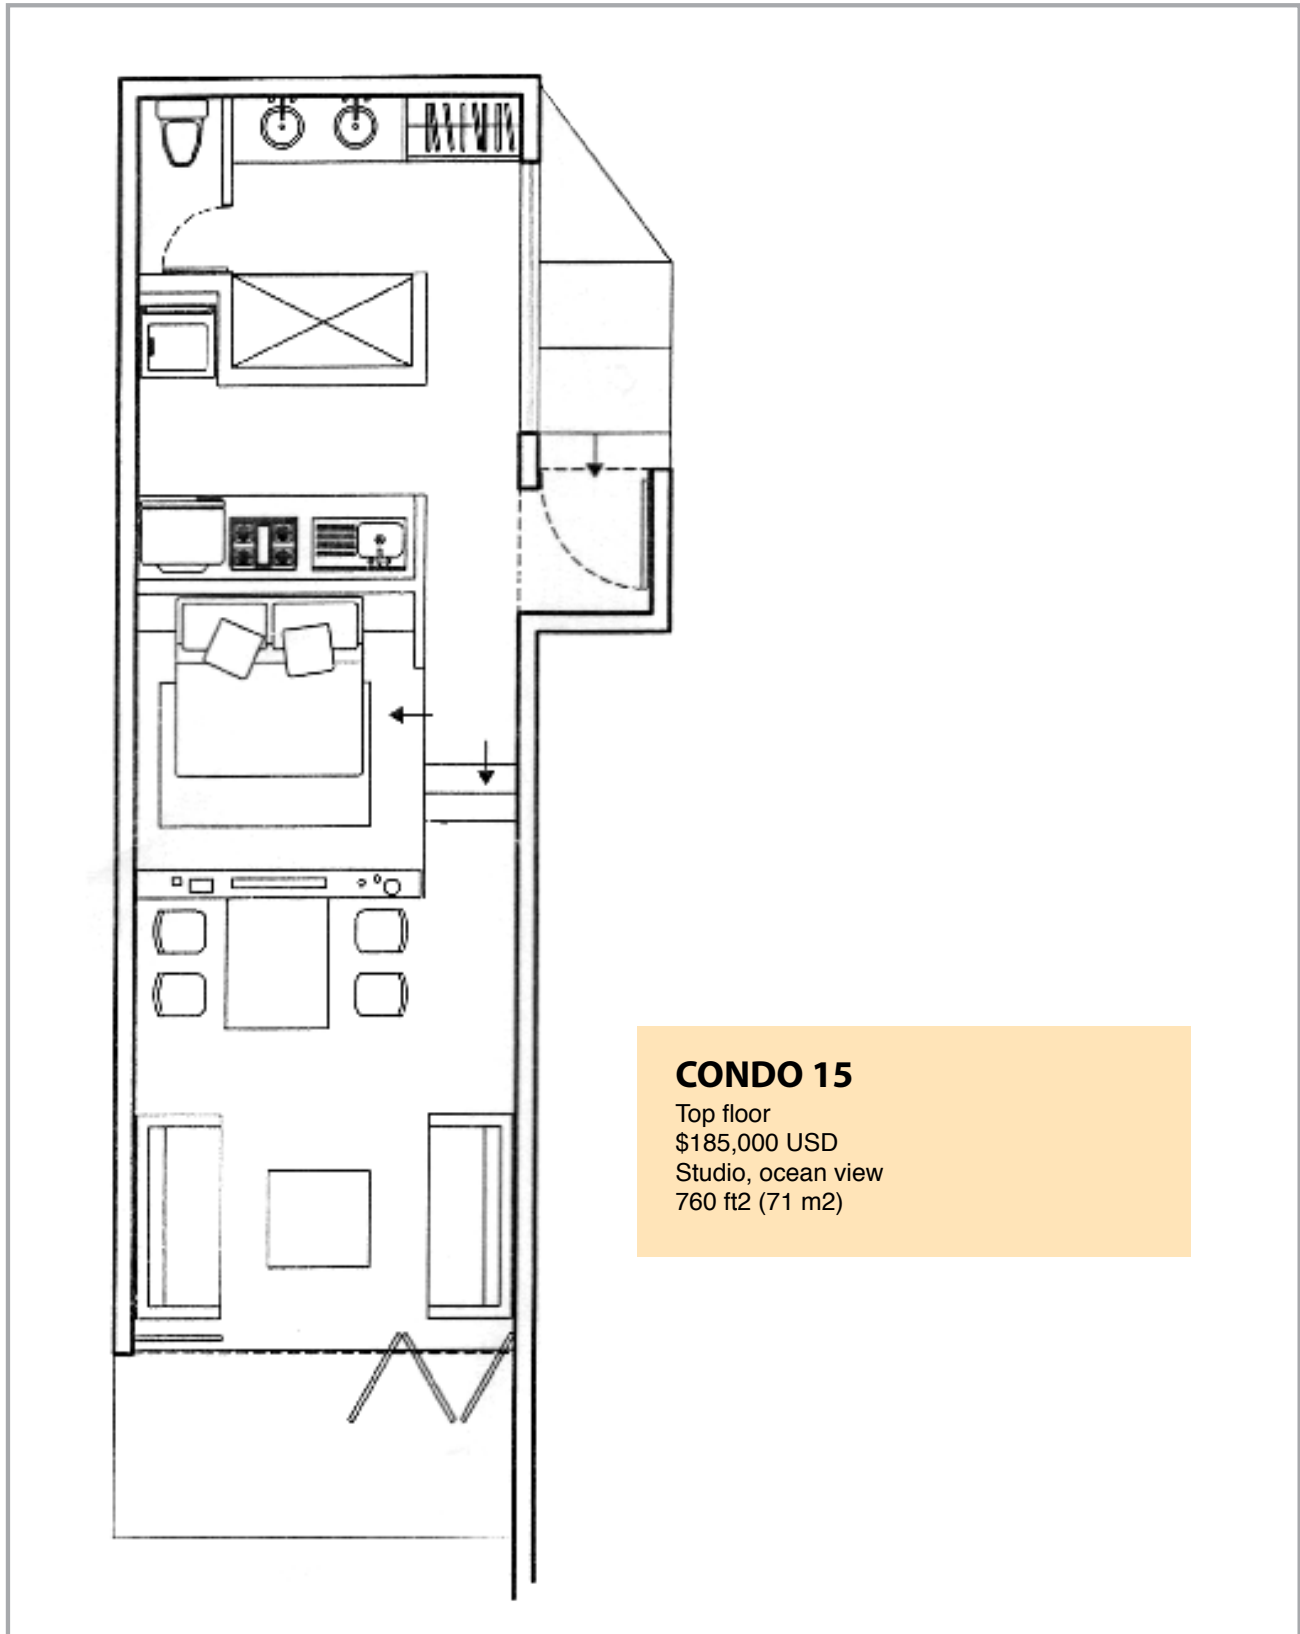 CONDO 15
Top floor
$185,000 USD
Studio, ocean view
760 ft2 (71 m2)